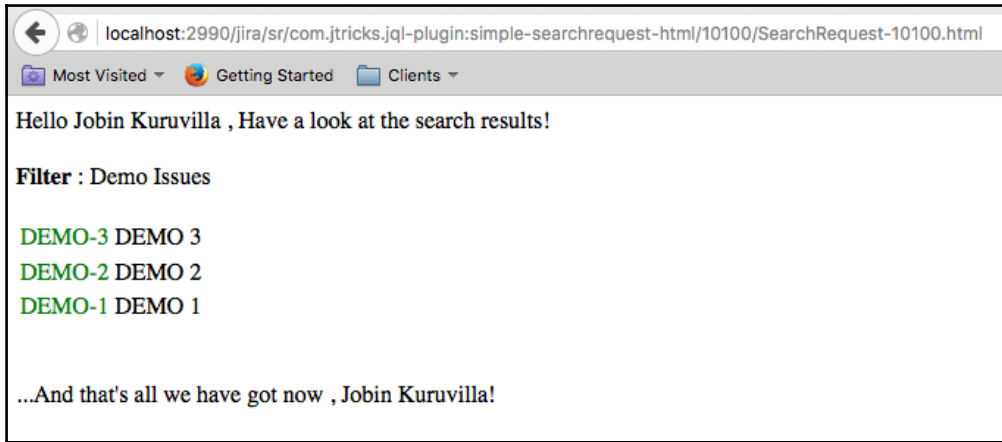 localhost:2990/jira/sr/com.jtricks.jql-plugin:simple-searchrequest-html/10100/SearchRequest-10100.html
Most Visited Getting Started Clients
Hello Jobin Kuruvilla , Have a look at the search results!
Filter : Demo Issues
DEMO-3 DEMO 3
DEMO-2 DEMO 2
DEMO-1 DEMO 1
...And that's all we have got now , Jobin Kuruvilla!